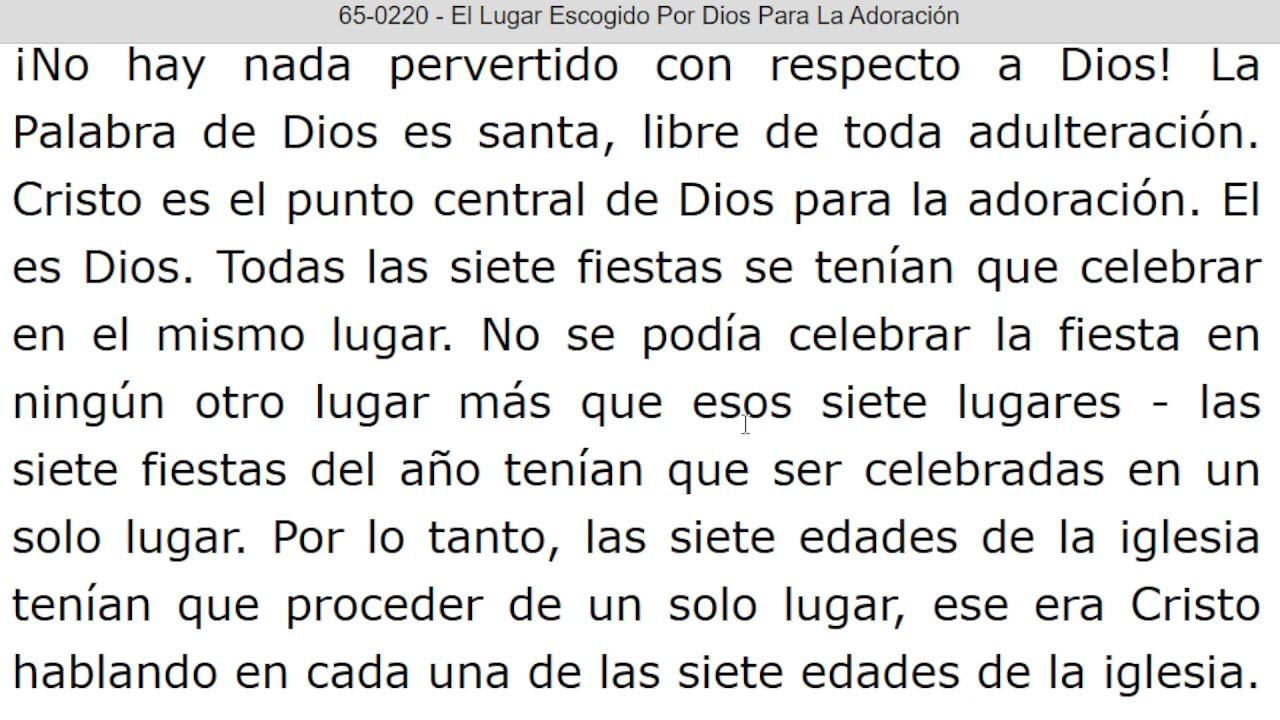 65-0220 - El Lugar Escogido Por Dios Para La Adoración
¡No hay nada pervertido con respecto a Dios! La
Palabra de Dios es santa, libre de toda adulteración.
Cristo es el punto central de Dios para la adoración. El
es Dios. Todas las siete fiestas se tenían que celebrar
en el mismo lugar. No se podía celebrar la fiesta en
ningún otro lugar más que esos siete lugares - las
siete fiestas del año tenían que ser celebradas en un
solo lugar. Por lo tanto, las siete edades de la iglesia
tenían que proceder de un solo lugar, ese era Cristo
hablando en cada una de las siete edades de la iglesia.